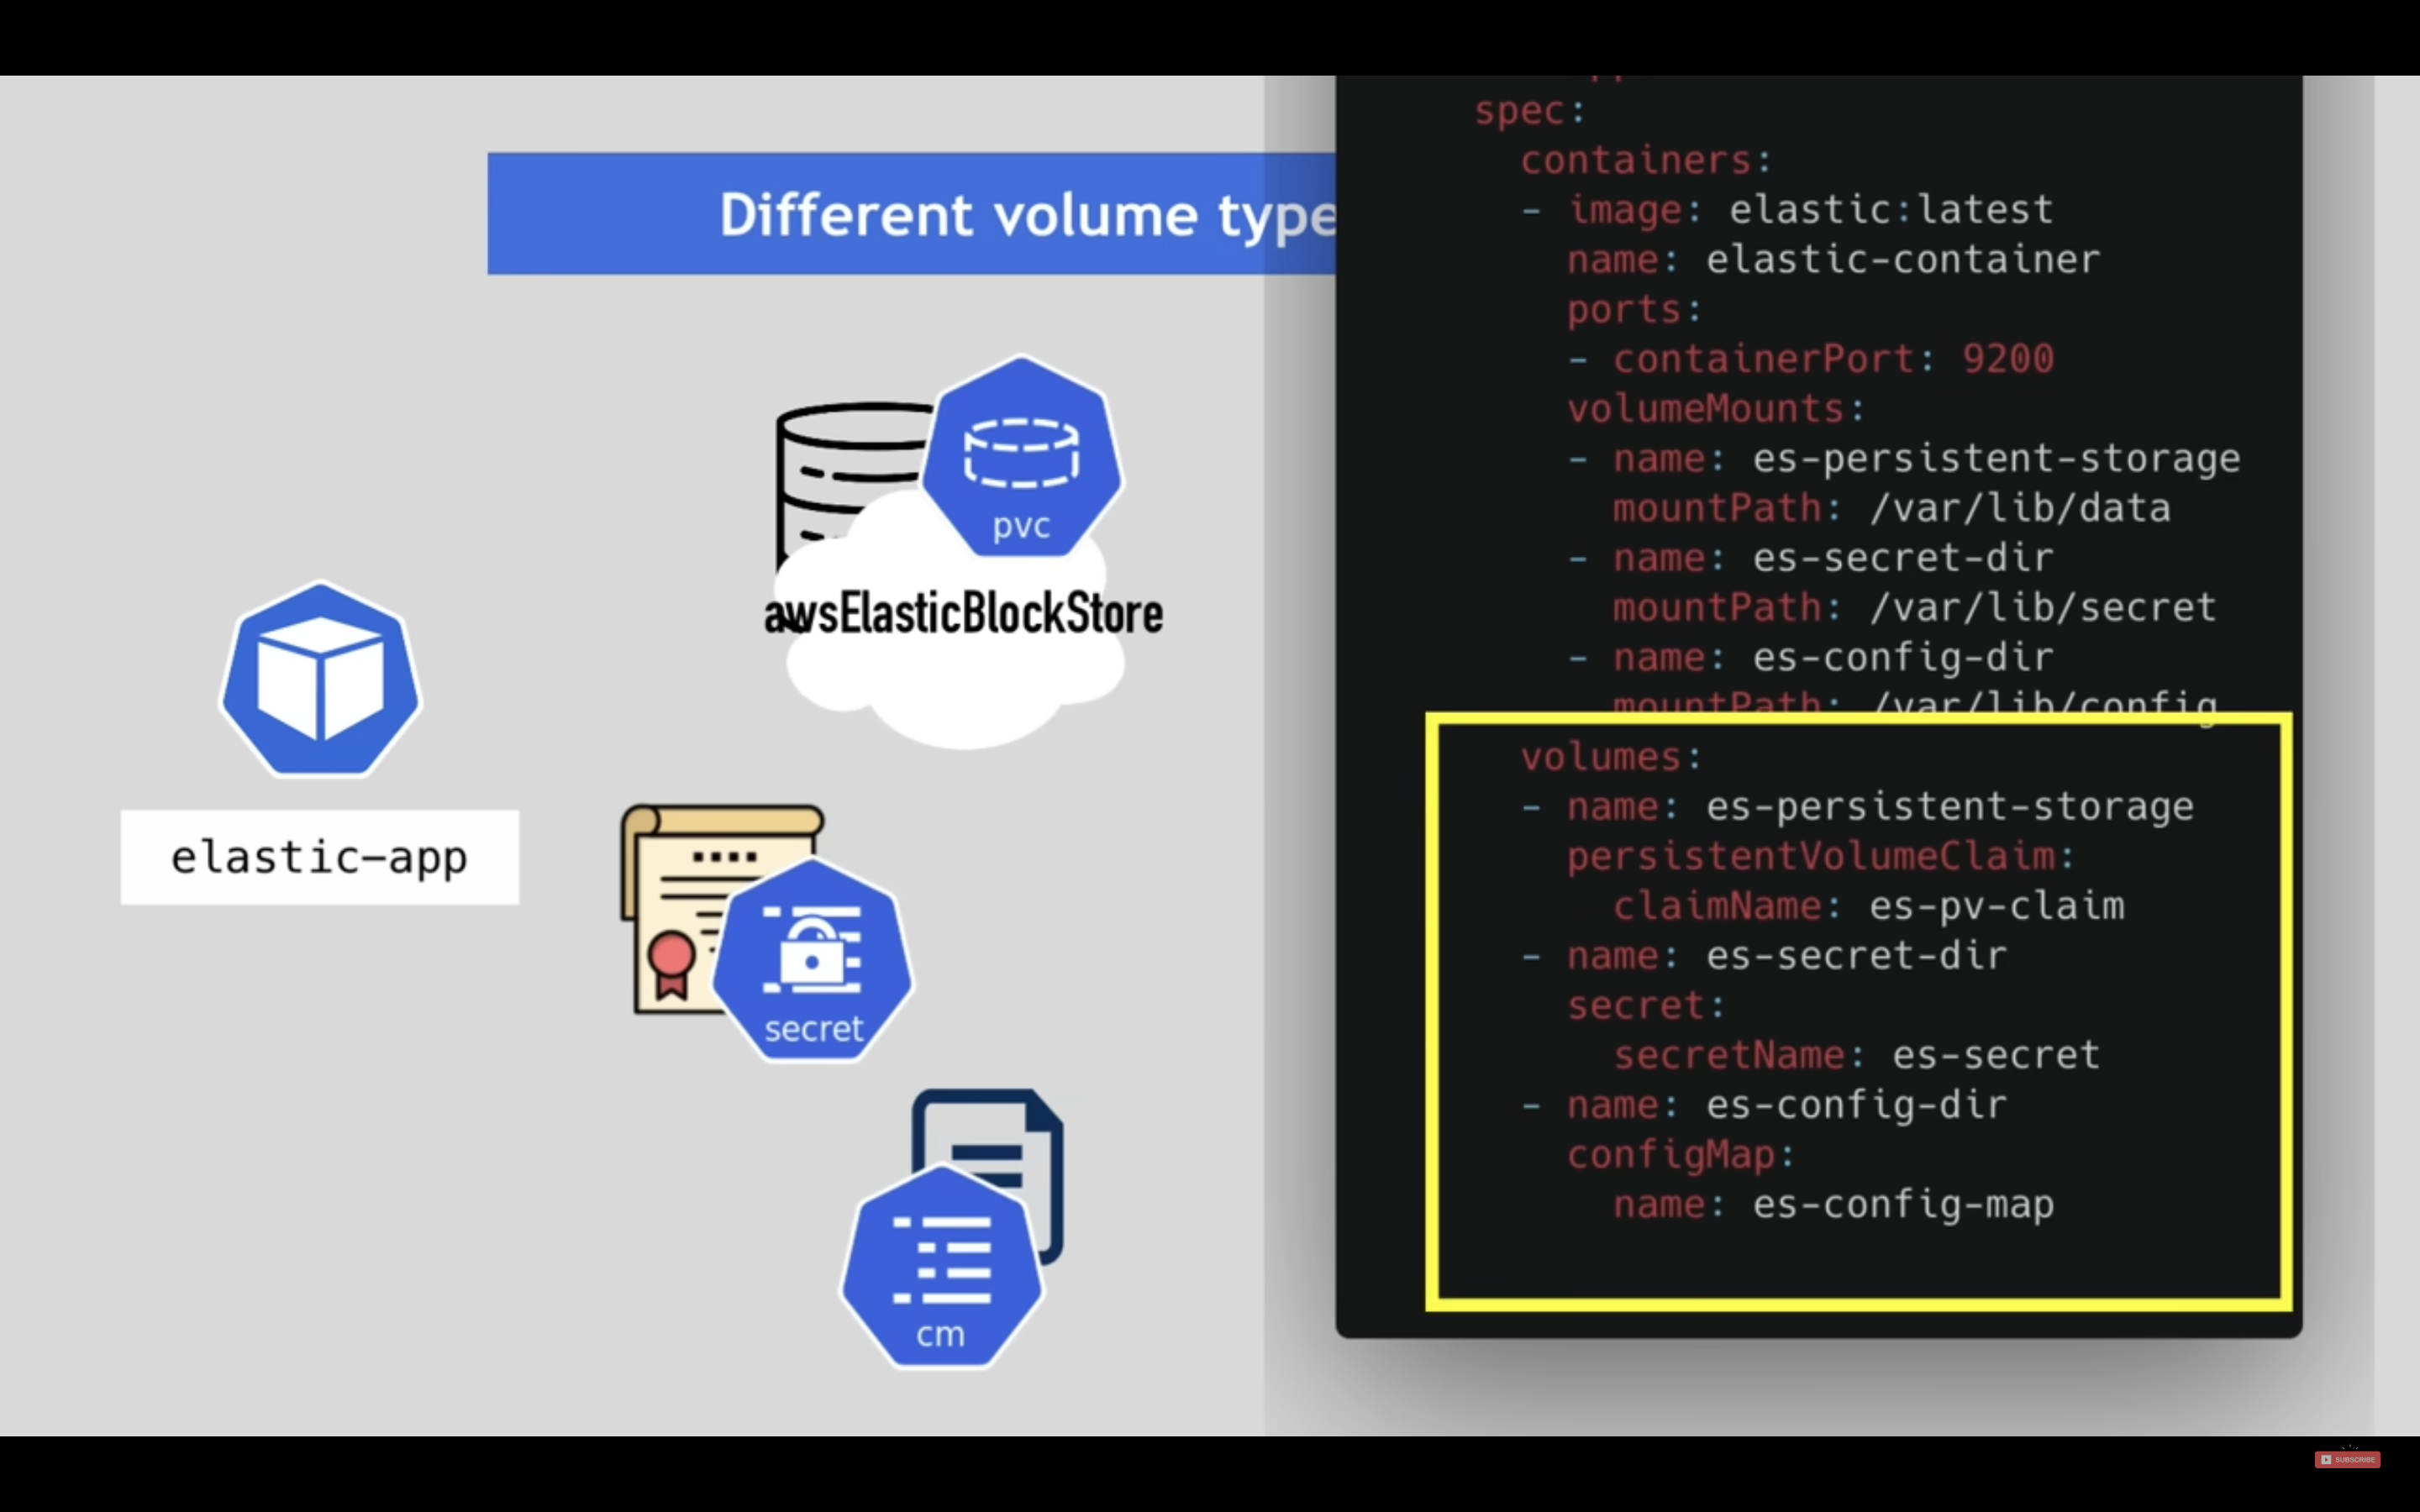 Different volume type
pvc
awsElasticBlockStore
elastic-app
secret
cm
spec:
containers:
- image: elastic:latest
name: elastic-container
ports:
- containerPort: 9200
volumeMounts:
- name: es-persistent-storage
mountPath: /var/lib/data
- name: es-secret-dir
mountPath: /var/lib/secret
- name: es-config-dir
mountPath: /var/lib/config
volumes:
- name: es-persistent-storage
persistentVolumeClaim:
claimName: es-pv-claim
- name: es-secret-dir
secret:
secretName: es-secret
- name: es-config-dir
configMap:
name: es-config-map
SUBSCRIBE